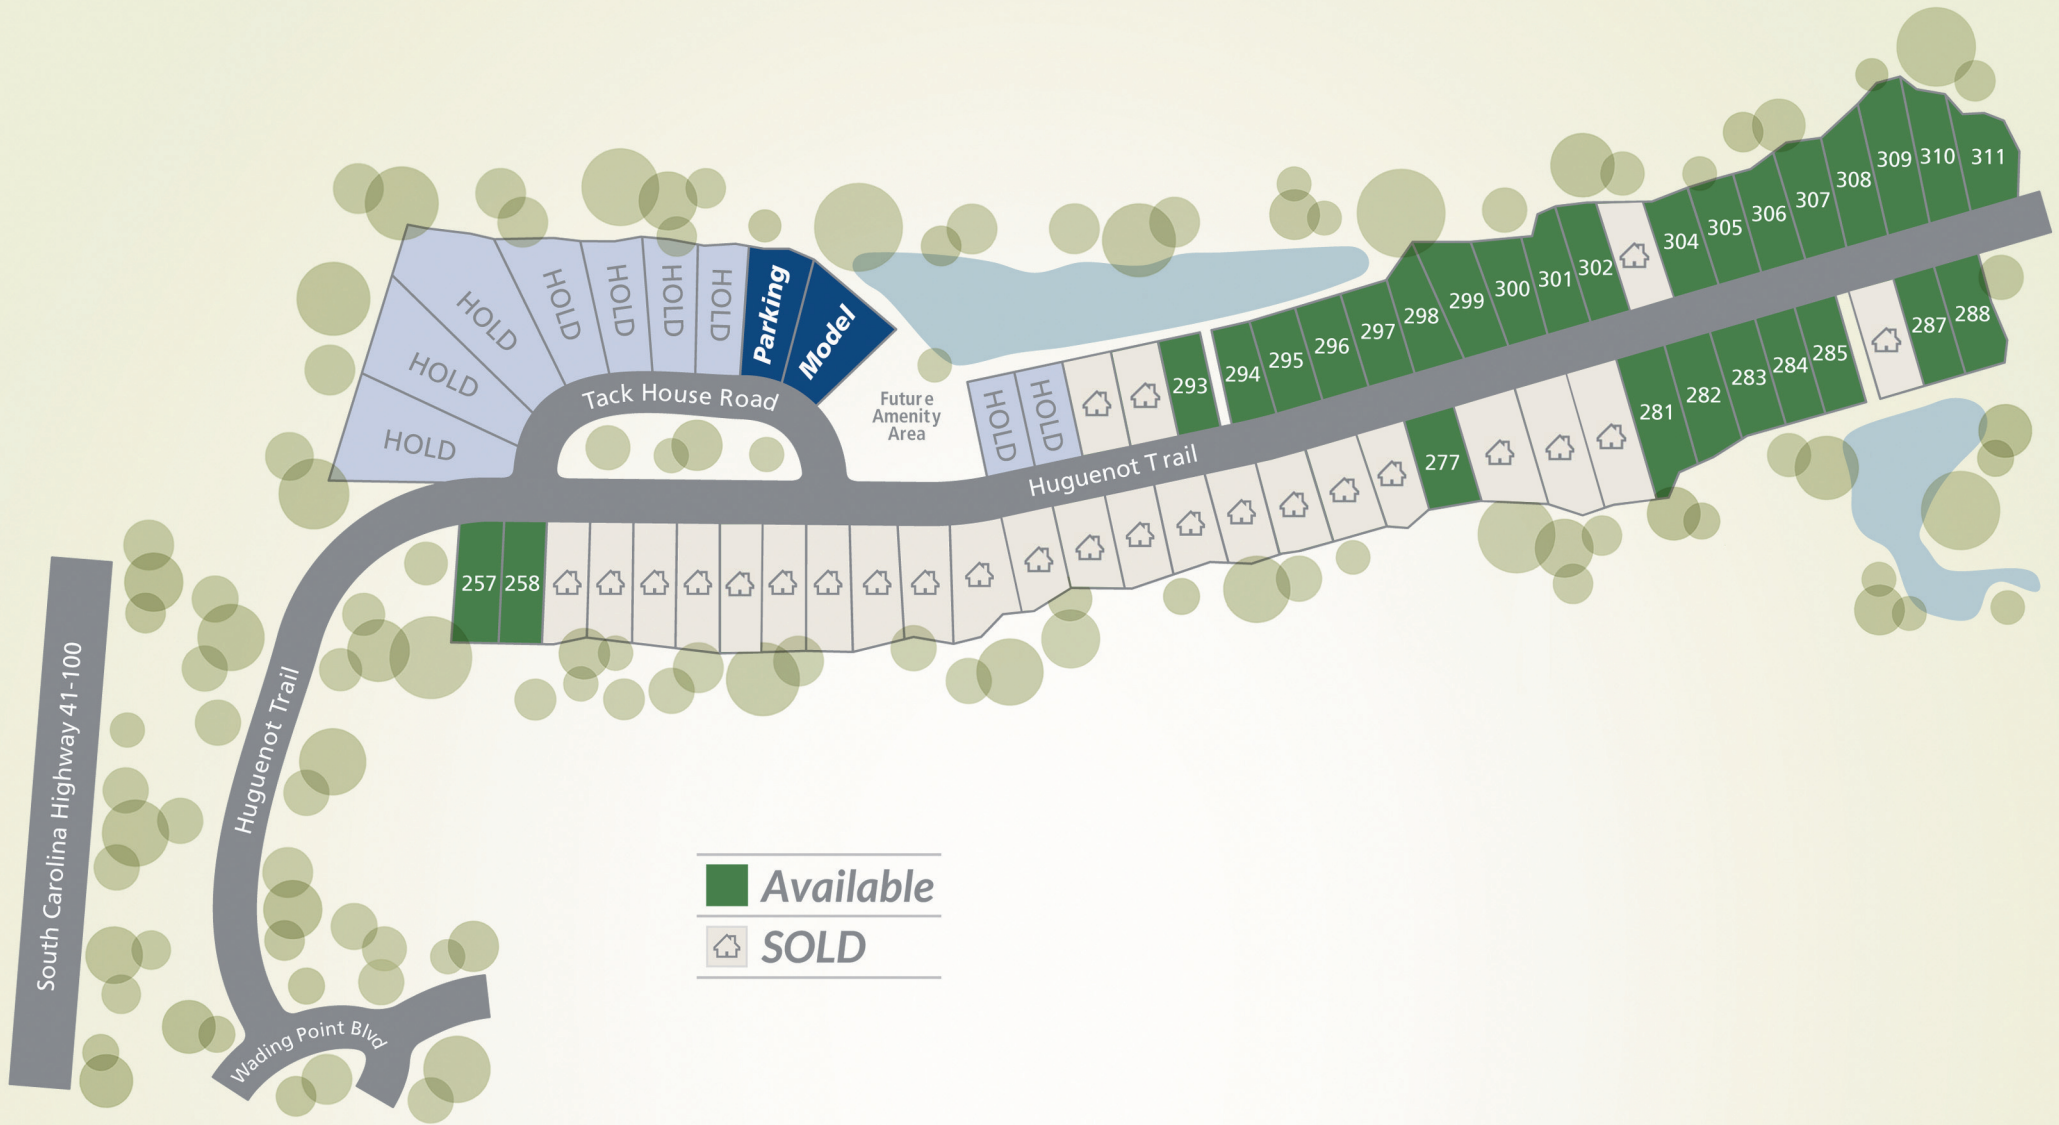 309
310
311
308
307
306
305
304
302
301
300
299
298
297
296
295
294
293
288
287
285
284
283
282
281
277
HOLD
HOLD
HOLD
HOLD
HOLD
HOLD
HOLD
Parking
Model
Tack House Road
Future
Amenity
Area
HOLD
HOLD
Huguenot Trail
257
258
Huguenot Trail
South Carolina Highway 41-100
Wading Point Blvd
Available
SOLD